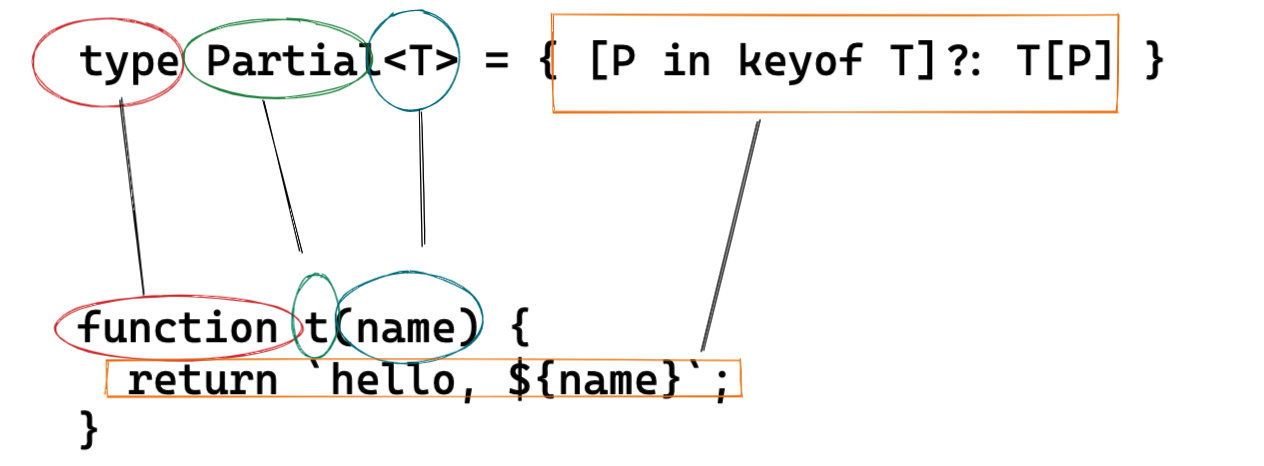 type Partial<T> = { [P in keyof T]?: T[P] }
function t(name) {
return `hello, ${name}`;
}